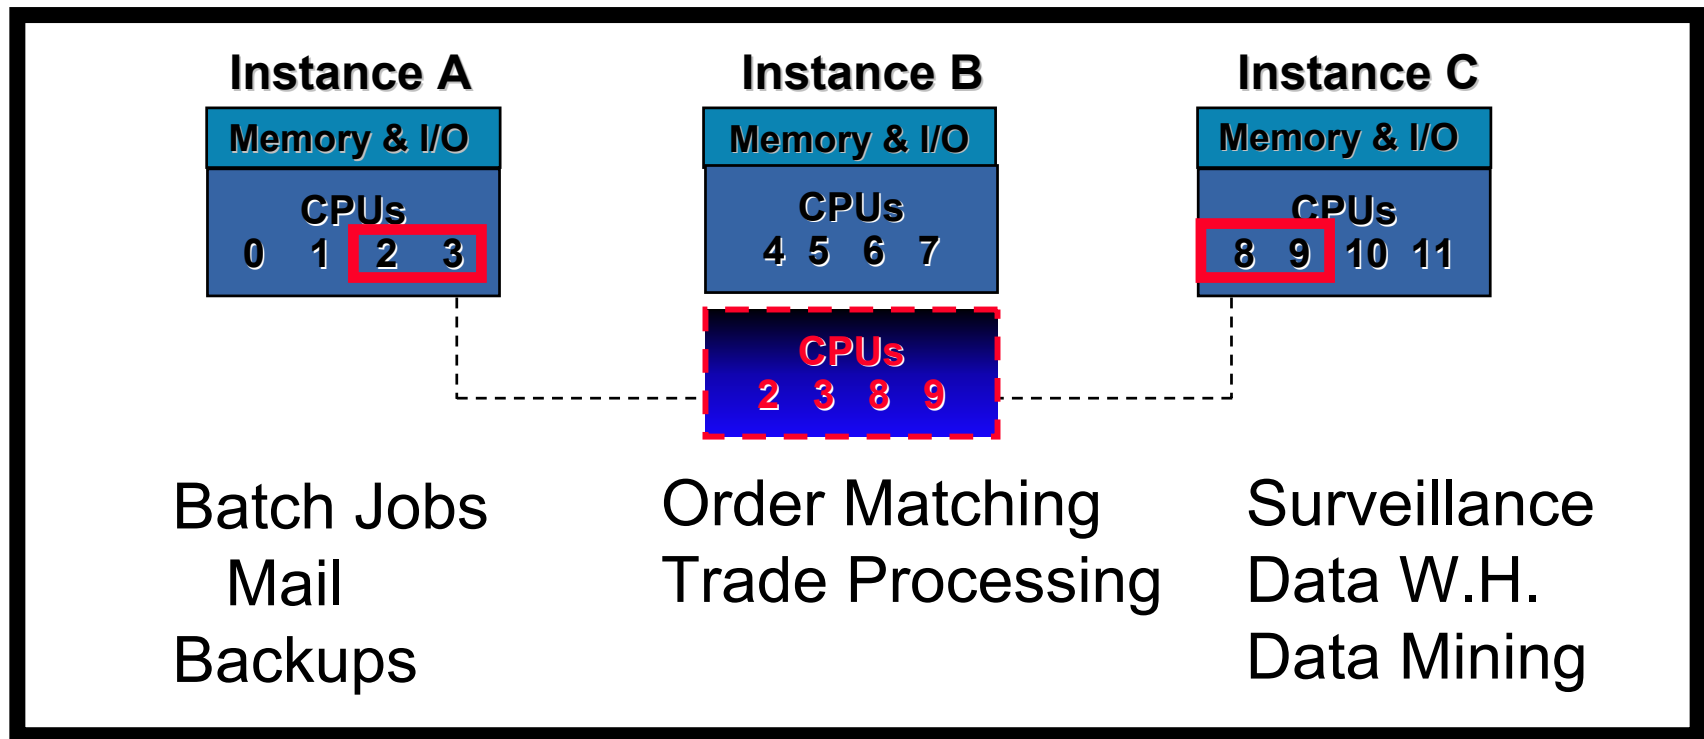 Instance A
Memory & I/O
CPUs
0 1 2 3
Instance B
Memory & I/O
CPUs
4 5 6 7
CPUs
2 3 8 9
Instance C
Memory & I/O
CPUs
8 9 10 11
Batch Jobs
Mail
Backups
Order Matching
Trade Processing
Surveillance
Data W.H.
Data Mining